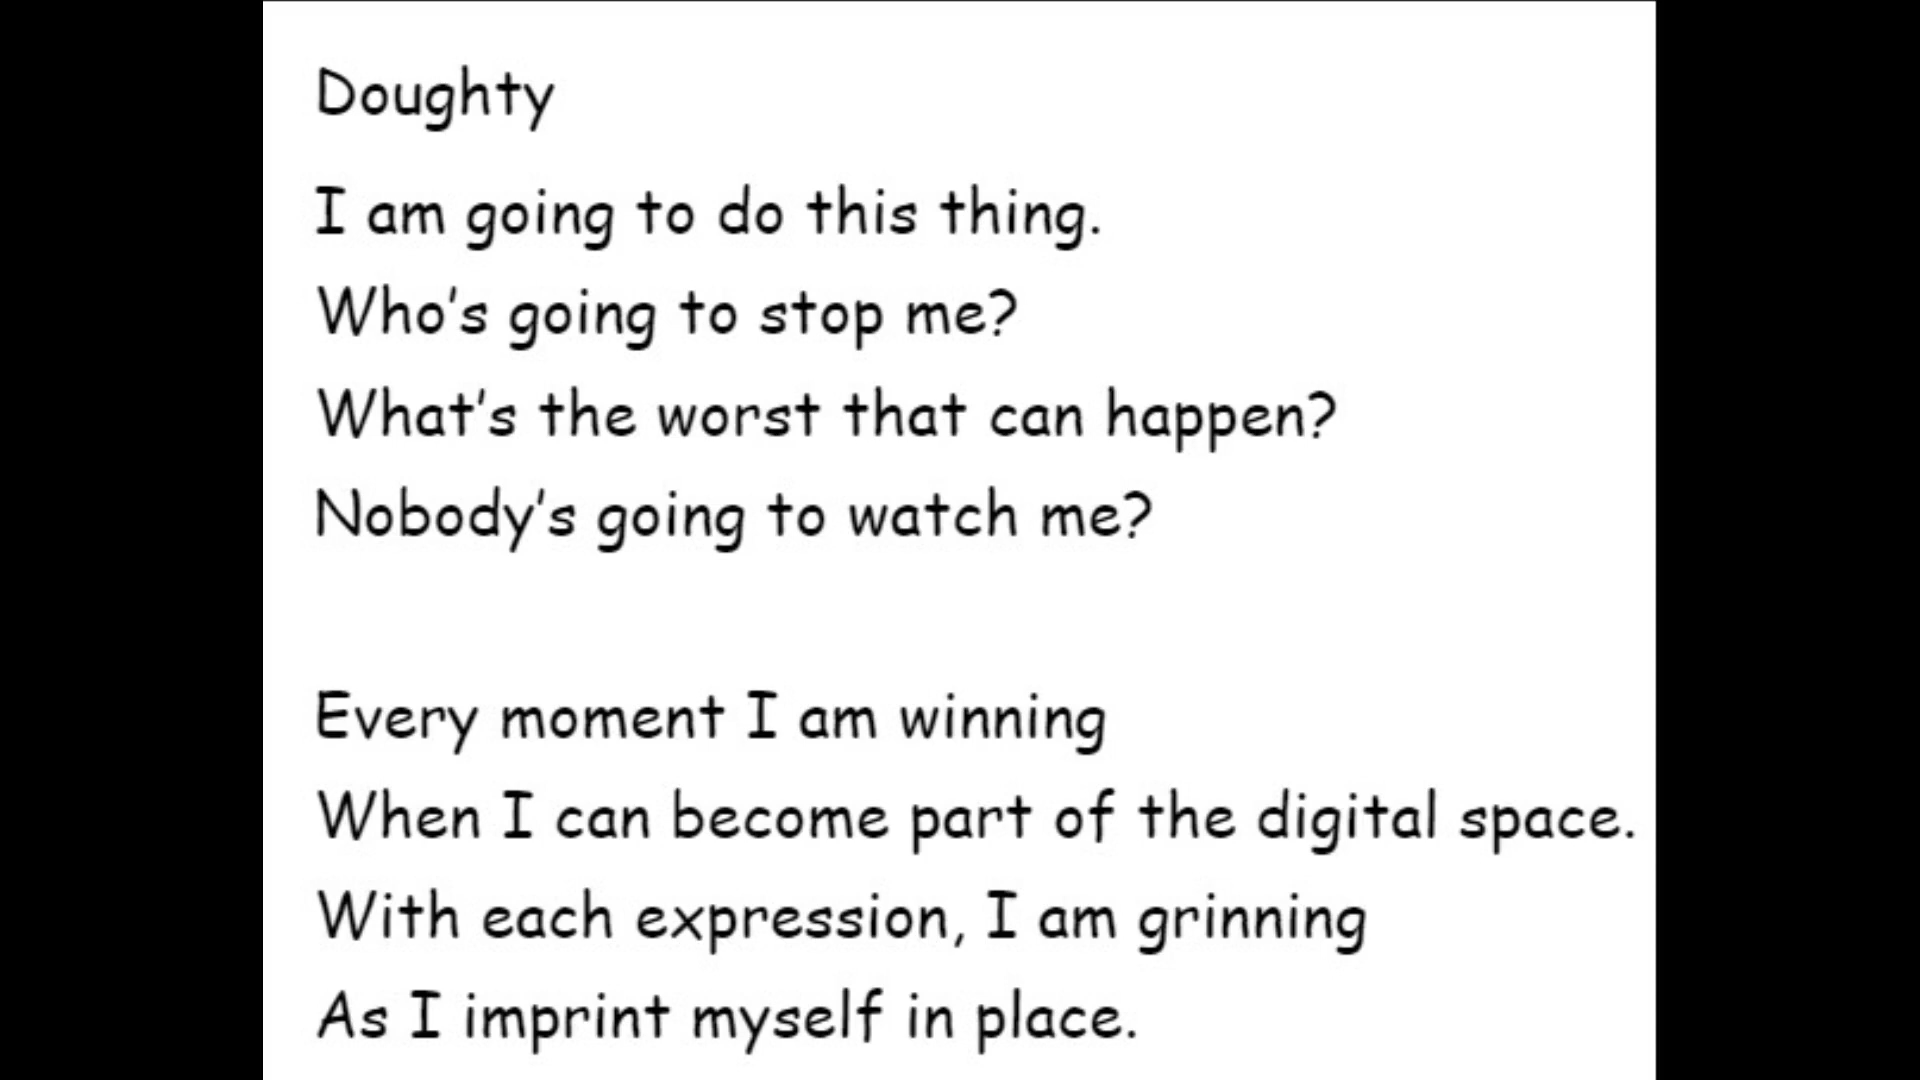 Doughty
I am going to do this thing.
Who's going to stop me?
What's the worst that can happen?
Nobody's going to watch me?
Every moment I am winning
When I can become part of the digital space.
With each expression, I am grinning
As I imprint myself in place.